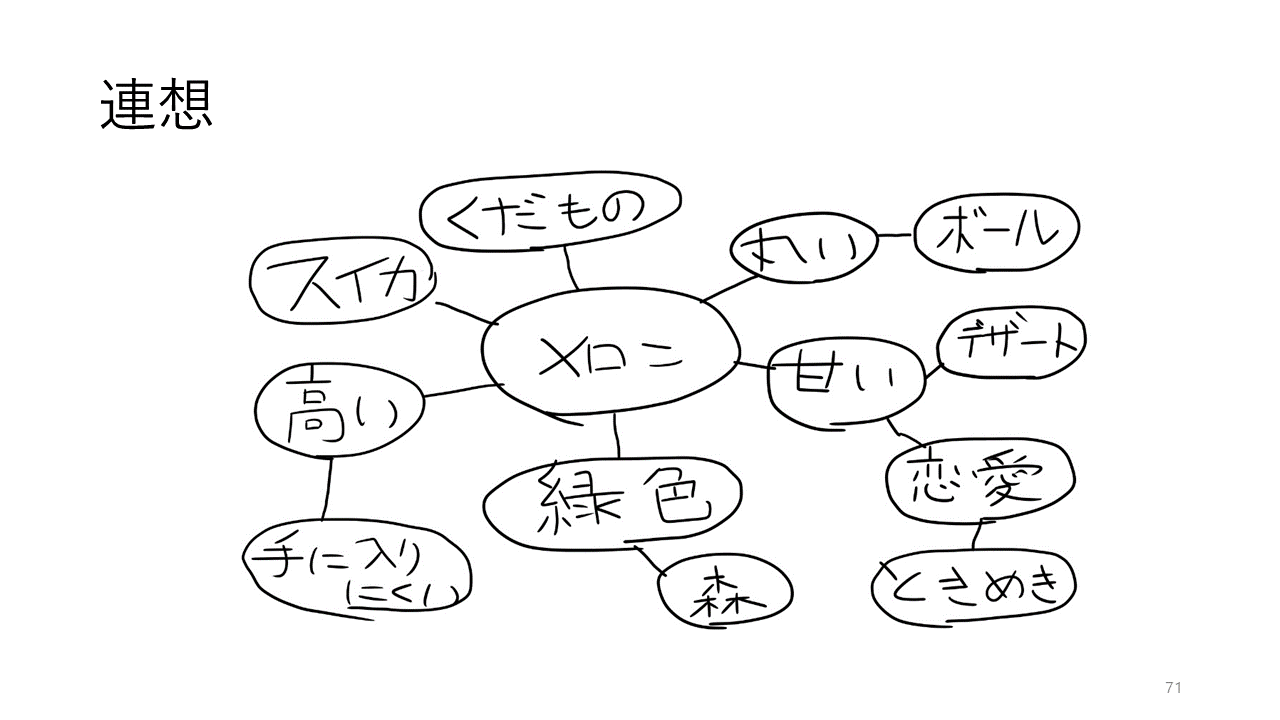 連想
くだもの
丸い
ボール
スイカ
メロン
デザート
甘い
高い
恋愛
緑色
手に入り
にくい
森
ときめき
71